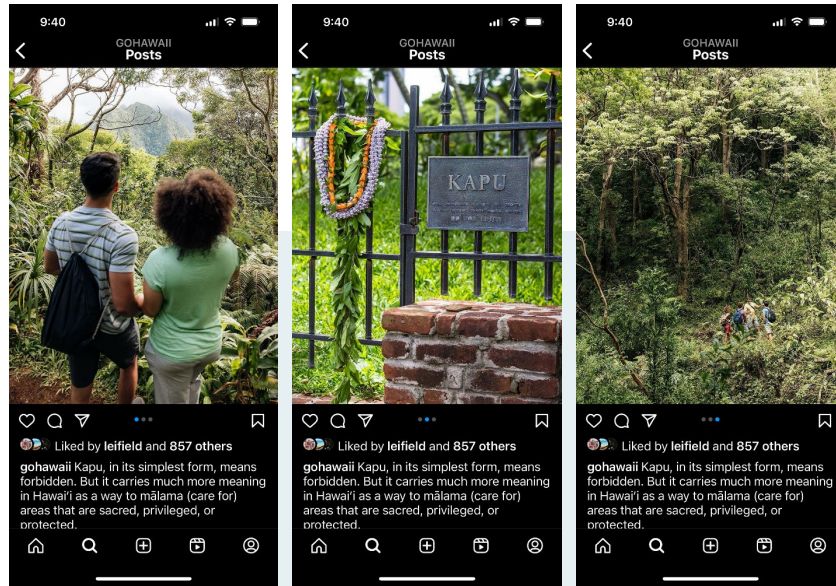 9:40
GOHAWAII
Posts
Liked by leifield and 857 others
gohawaii Kapu, in its simplest form, means
forbidden. But it carries much more meaning
in Hawai'i as a way to mālama (care for)
areas that are sacred, privileged, or
protected.
9:40
GOHAWAII
Posts
KAPU
Liked by leifield and 857 others
gohawaii Kapu, in its simplest form, means
forbidden. But it carries much more meaning
in Hawai'i as a way to mālama (care for)
areas that are sacred, privileged, or
protected.
9:40
GOHAWAII
Posts
Liked by leifield and 857 others
gohawaii Kapu, in its simplest form, means
forbidden. But it carries much more meaning
in Hawai'i as a way to mālama (care for)
areas that are sacred, privileged, or
protected.